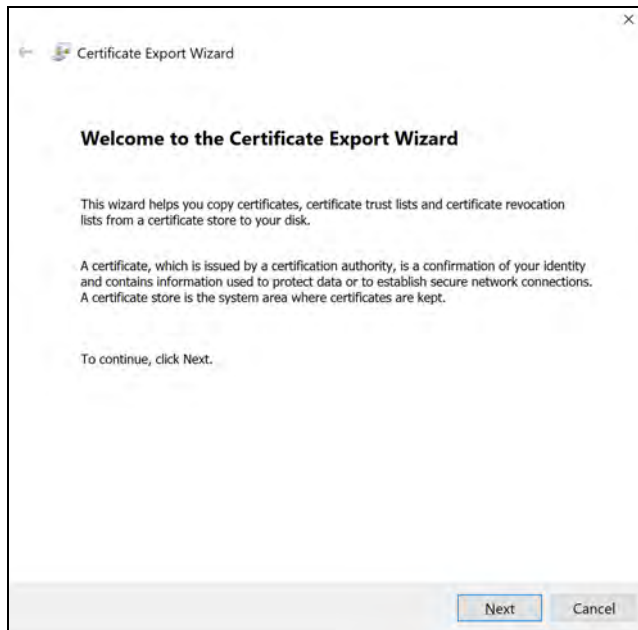 Certificate Export Wizard
Welcome to the Certificate Export Wizard
This wizard helps you copy certificates, certificate trust lists and certificate revocation
lists from a certificate store to your disk.
A certificate, which is issued by a certification authority, is a confirmation of your identity
and contains information used to protect data or to establish secure network connections.
A certificate store is the system area where certificates are kept.
To continue, click Next.
Next Cancel